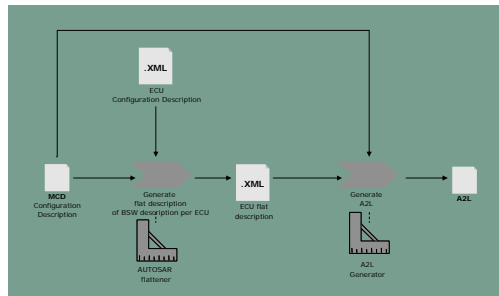 .XML
ECU
Configuration Description
MCD
Configuration
Description
Generate
flat description
of BSW description per ECU
.XML
ECU flat
description
Generate
A2L
A2L
AUTOSAR
flattener
A2L
Generator